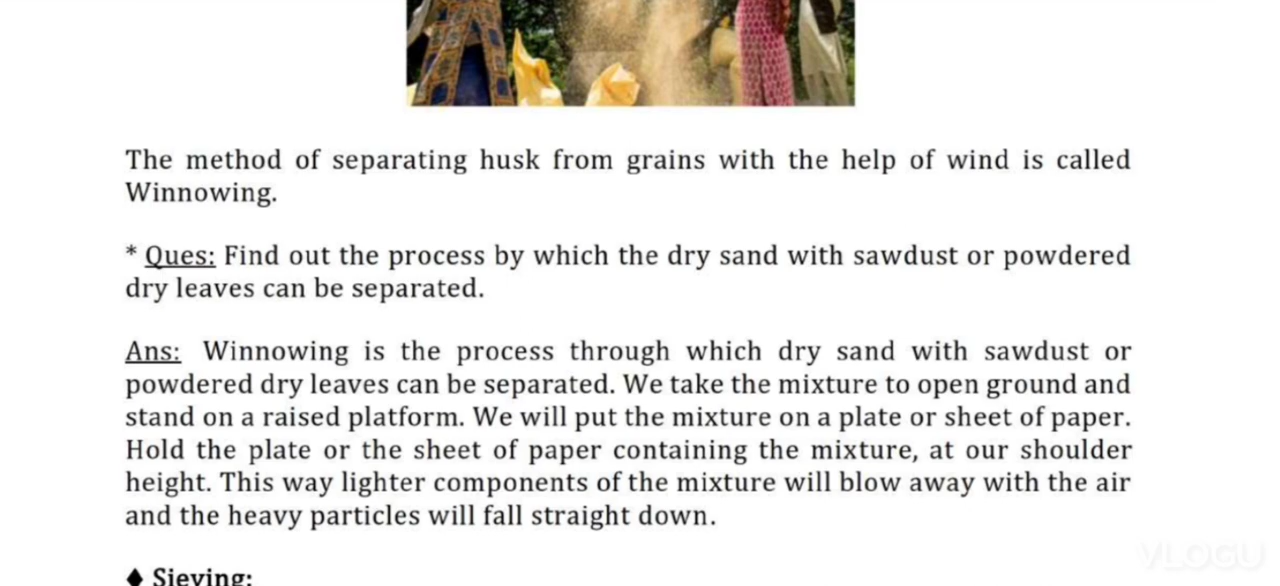 The method of separating husk from grains with the help of wind is called
Winnowing.
* Ques: Find out the process by which the dry sand with sawdust or powdered
dry leaves can be separated.
Ans: Winnowing is the process through which dry sand with sawdust or
powdered dry leaves can be separated. We take the mixture to open ground and
stand on a raised platform. We will put the mixture on a plate or sheet of paper.
Hold the plate or the sheet of paper containing the mixture, at our shoulder
height. This way lighter components of the mixture will blow away with the air
and the heavy particles will fall straight down.
♦ Sieving:
VLOGU